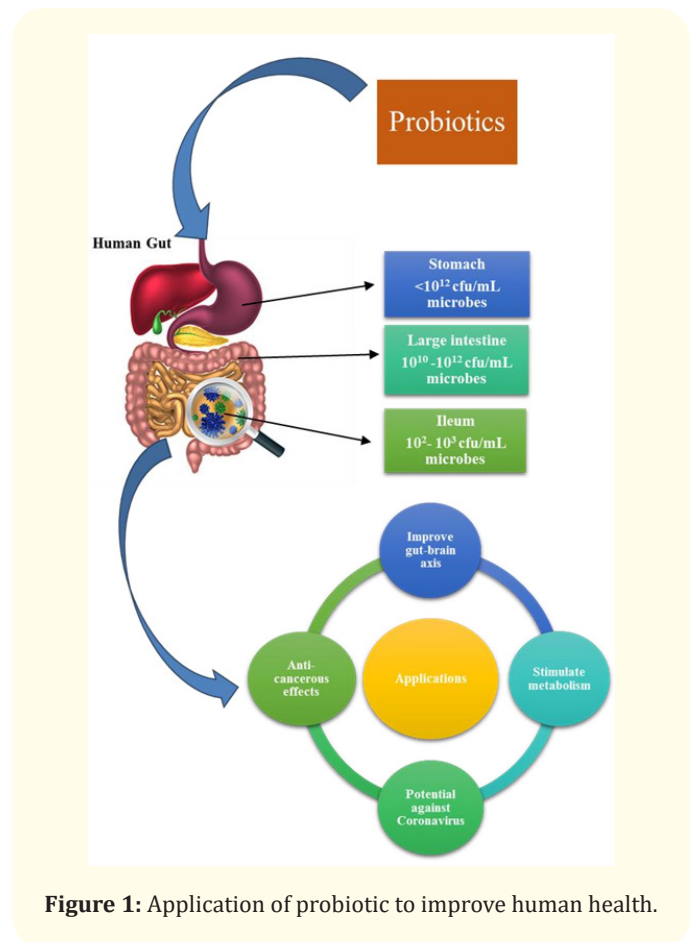 Probiotics
Human Gut
Stomach
<10¹² cfu/mL
microbes
Large intestine
10¹⁰ -10¹² cfu/mL
microbes
Ileum
10²- 10³ cfu/mL
microbes
Improve
gut-brain
axis
Anti-
cancerous
effects
Applications
Stimulate
metabolism
Potential
against
Coronavirus
Figure 1: Application of probiotic to improve human health.